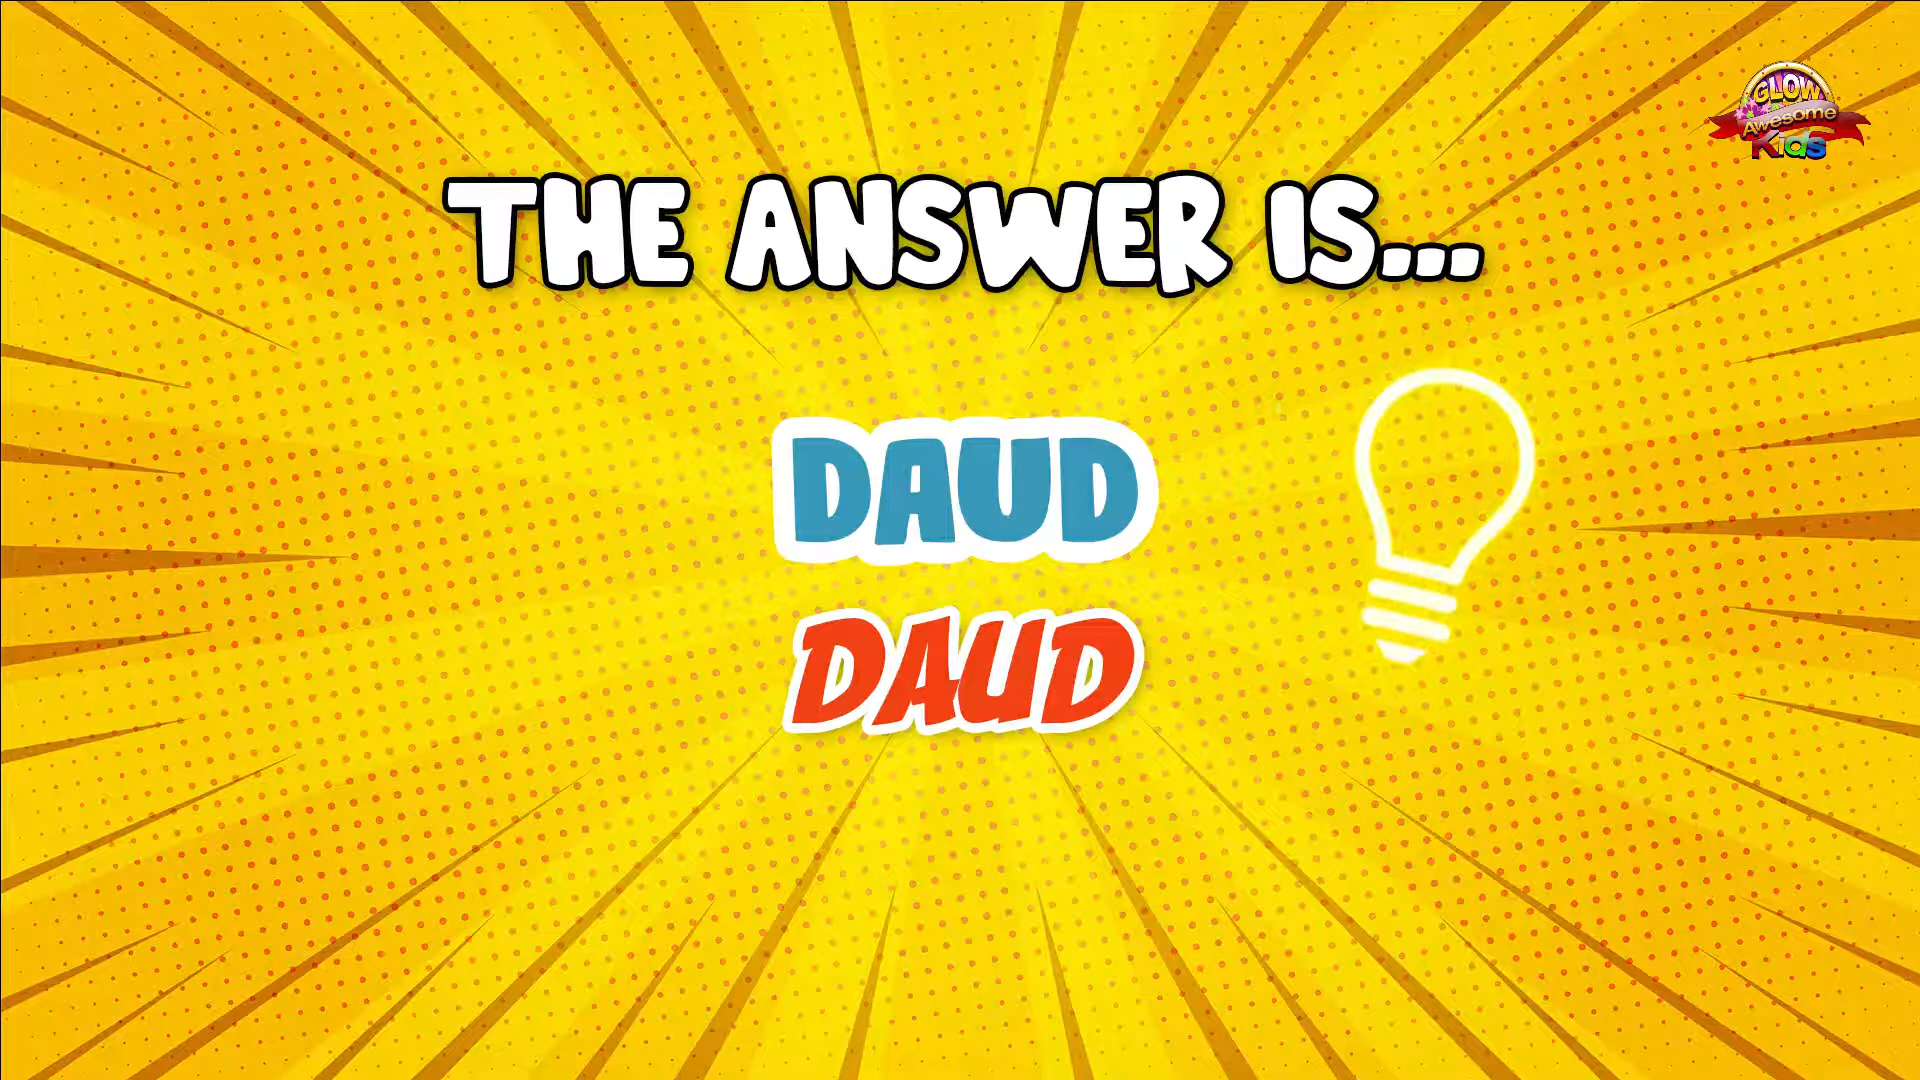 GLOW
Awesome
Kids
THE ANSWER IS...
DAUD
DAUD